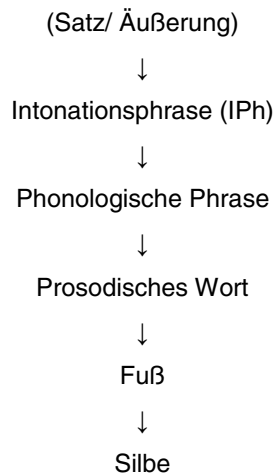 (Satz/ Äußerung)
↓
Intonationsphrase (IPh)
↓
Phonologische Phrase
↓
Prosodisches Wort
↓
Fuß
↓
Silbe